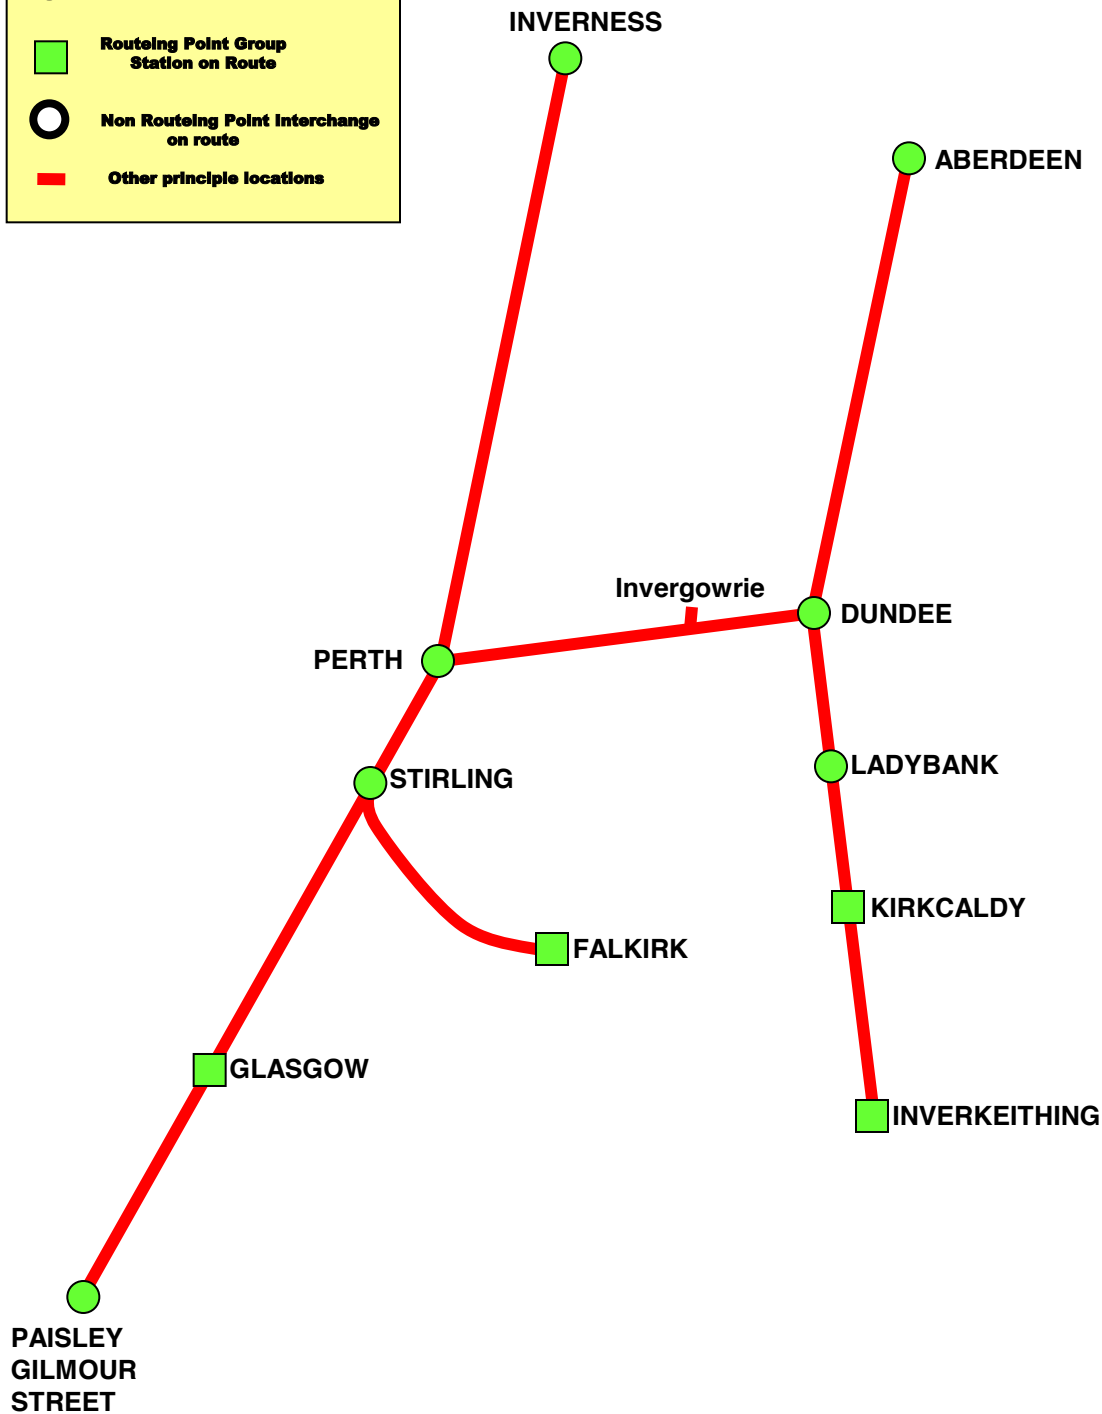 Routeing Point Group
Station on Route
Non Routeing Point Interchange
on route
Other principle locations
INVERNESS
ABERDEEN
Invergowrie
DUNDEE
PERTH
LADYBANK
STIRLING
KIRKCALDY
FALKIRK
GLASGOW
INVERKEITHING
PAISLEY
GILMOUR
STREET